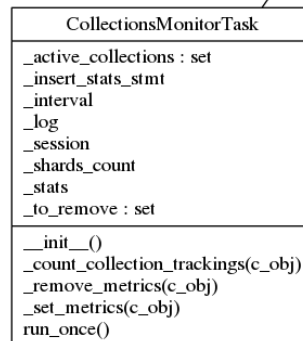 CollectionsMonitorTask
_active_collections : set
_insert_stats_stmt
_interval
_log
_session
_shards_count
_stats
_to_remove : set
__init__()
_count_collection_trackings(c_obj)
_remove_metrics(c_obj)
_set_metrics(c_obj)
run_once()